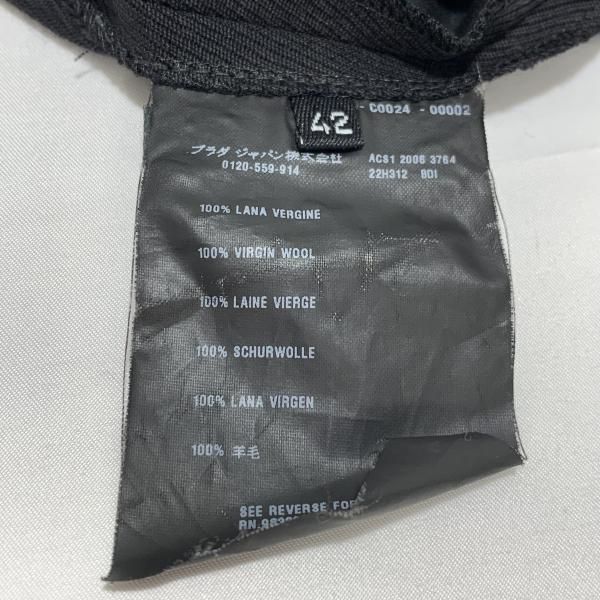 42
- C0024 - 00002
プラダ ジャパン株式会社
0120-559-914
ACS1 2006 3764
22H312 BDI
100% LANA VERGINE
100% VIRGIN WOOL
100% LAINE VIERGE
100% SCHURWOLLE
100% LANA VIRGEN
100% 羊毛
SEE REVERSE FOR